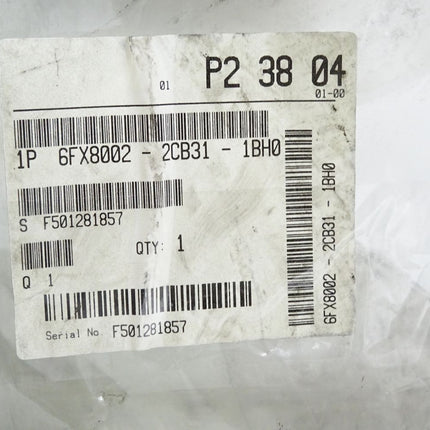 01 P2 38 04
01-00
1P 6FX8002 - 2CB31 - 1BH0
S F501281857
QTY: 1
Q 1
Serial No. F501281857
6FX8002 - 2CB31 - 1BH0